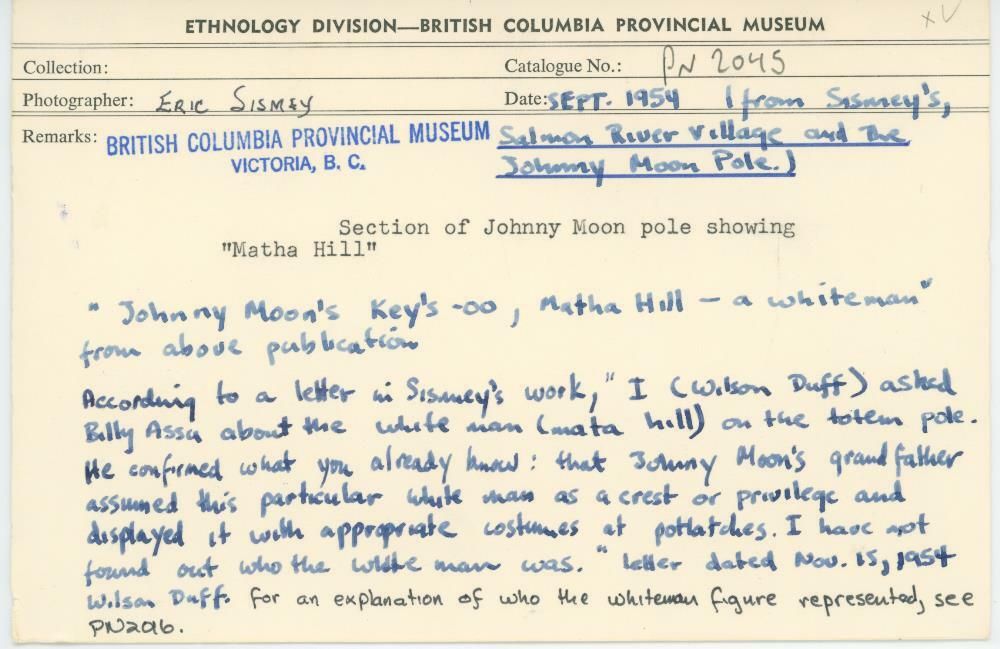 x V
ETHNOLOGY DIVISION—BRITISH COLUMBIA PROVINCIAL MUSEUM
Collection:
Catalogue No.: PN 2045
Photographer: ERIC SISMEY
Date: SEPT. 1954 (from Sismey's,
Remarks: BRITISH COLUMBIA PROVINCIAL MUSEUM
VICTORIA, B. C.
Salmon River Village and the
Johnny Moon Pole.)
Section of Johnny Moon pole showing
"Matha Hill"
" Johnny Moon's Key's -oo, Matha Hill - a whiteman"
from above publication
According to a letter in Sismey's work, " I (Wilson Duff) asked
Billy Assu about the white man (mata hill) on the totem pole.
He confirmed what you already knew: that Johnny Moon's grandfather
assumed this particular white man as a crest or privilege and
displayed it with appropriate costumes at potlatches. I have not
found out who the white man was. " letter dated Nov. 15, 1954
Wilson Duff. For an explanation of who the whiteman figure represented, see